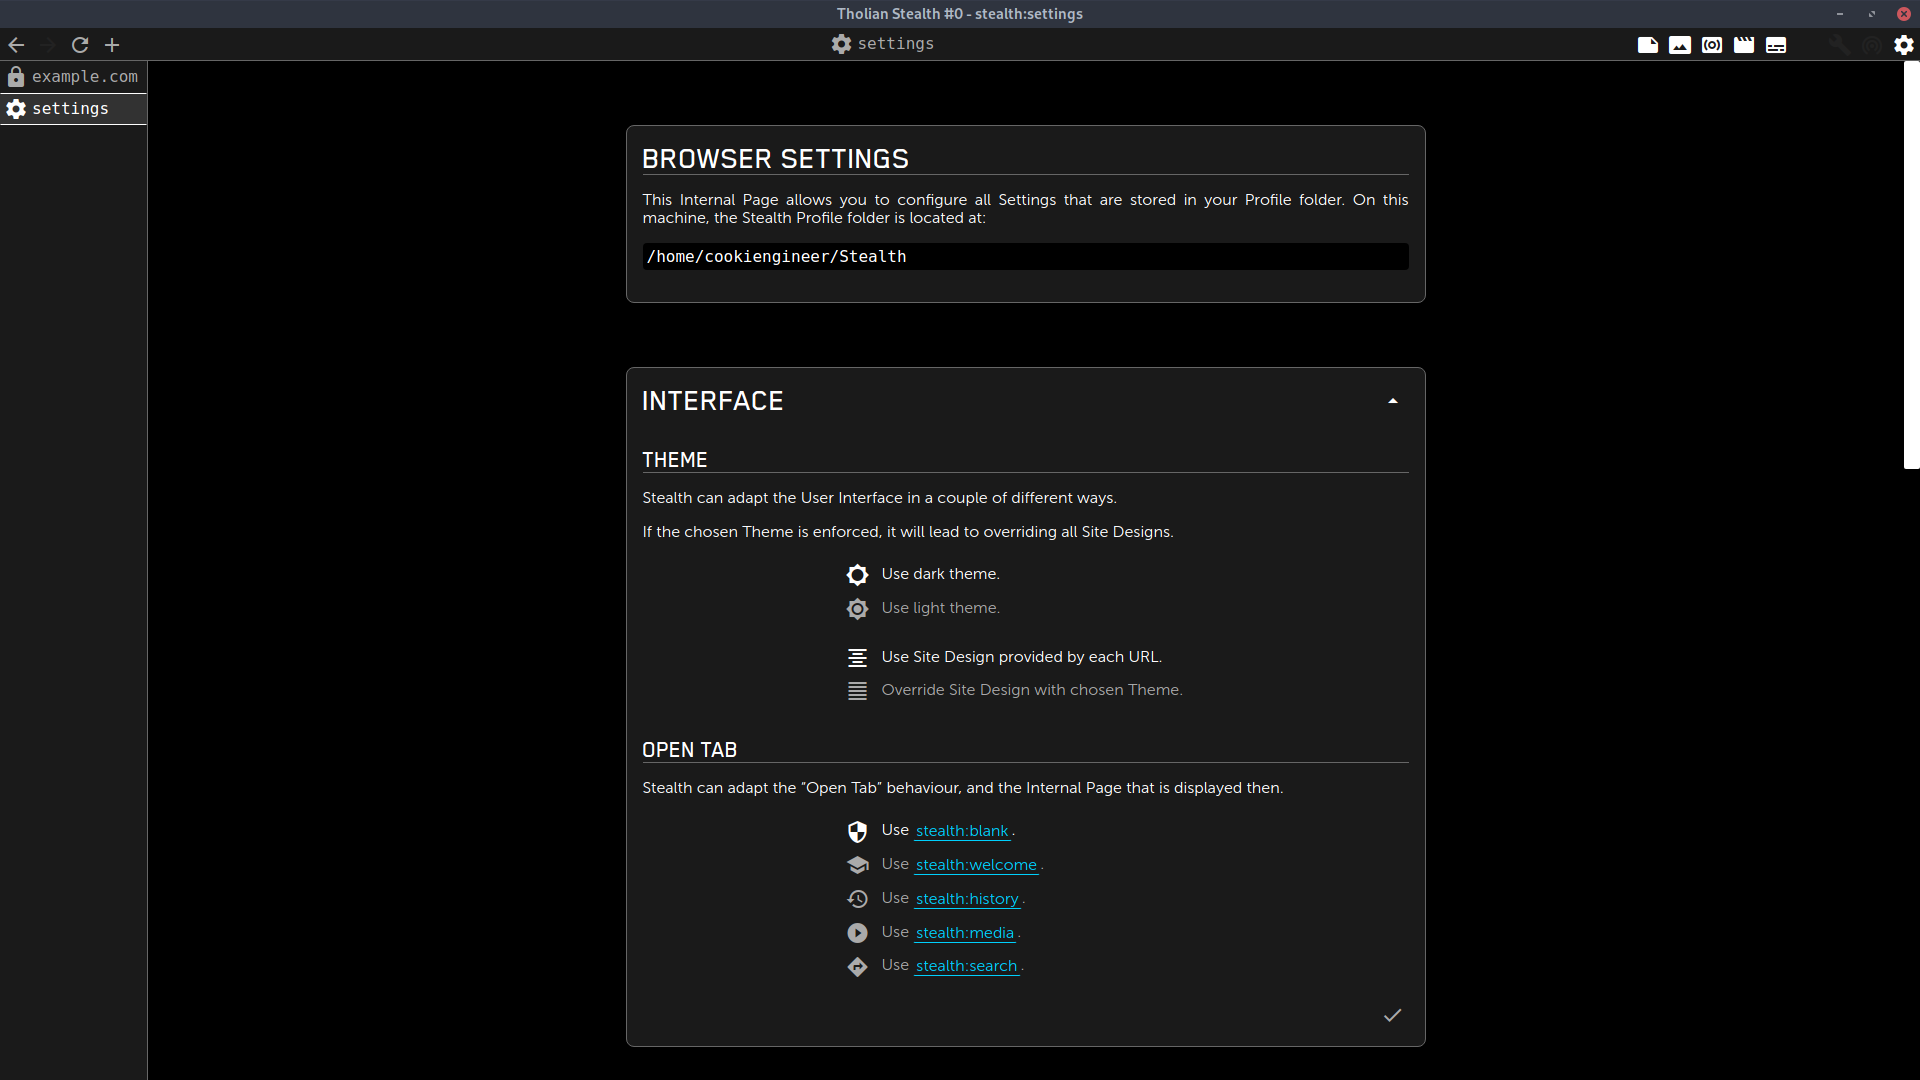 Tholian Stealth #0 - stealth:settings
settings
example.com
settings
BROWSER SETTINGS
This Internal Page allows you to configure all Settings that are stored in your Profile folder. On this
machine, the Stealth Profile folder is located at:
/home/cookiengineer/Stealth
INTERFACE
THEME
Stealth can adapt the User Interface in a couple of different ways.
If the chosen Theme is enforced, it will lead to overriding all Site Designs.
Use dark theme.
Use light theme.
Use Site Design provided by each URL.
Override Site Design with chosen Theme.
OPEN TAB
Stealth can adapt the "Open Tab" behaviour, and the Internal Page that is displayed then.
Use stealth:blank.
Use stealth:welcome.
Use stealth:history.
Use stealth:media.
Use stealth:search.